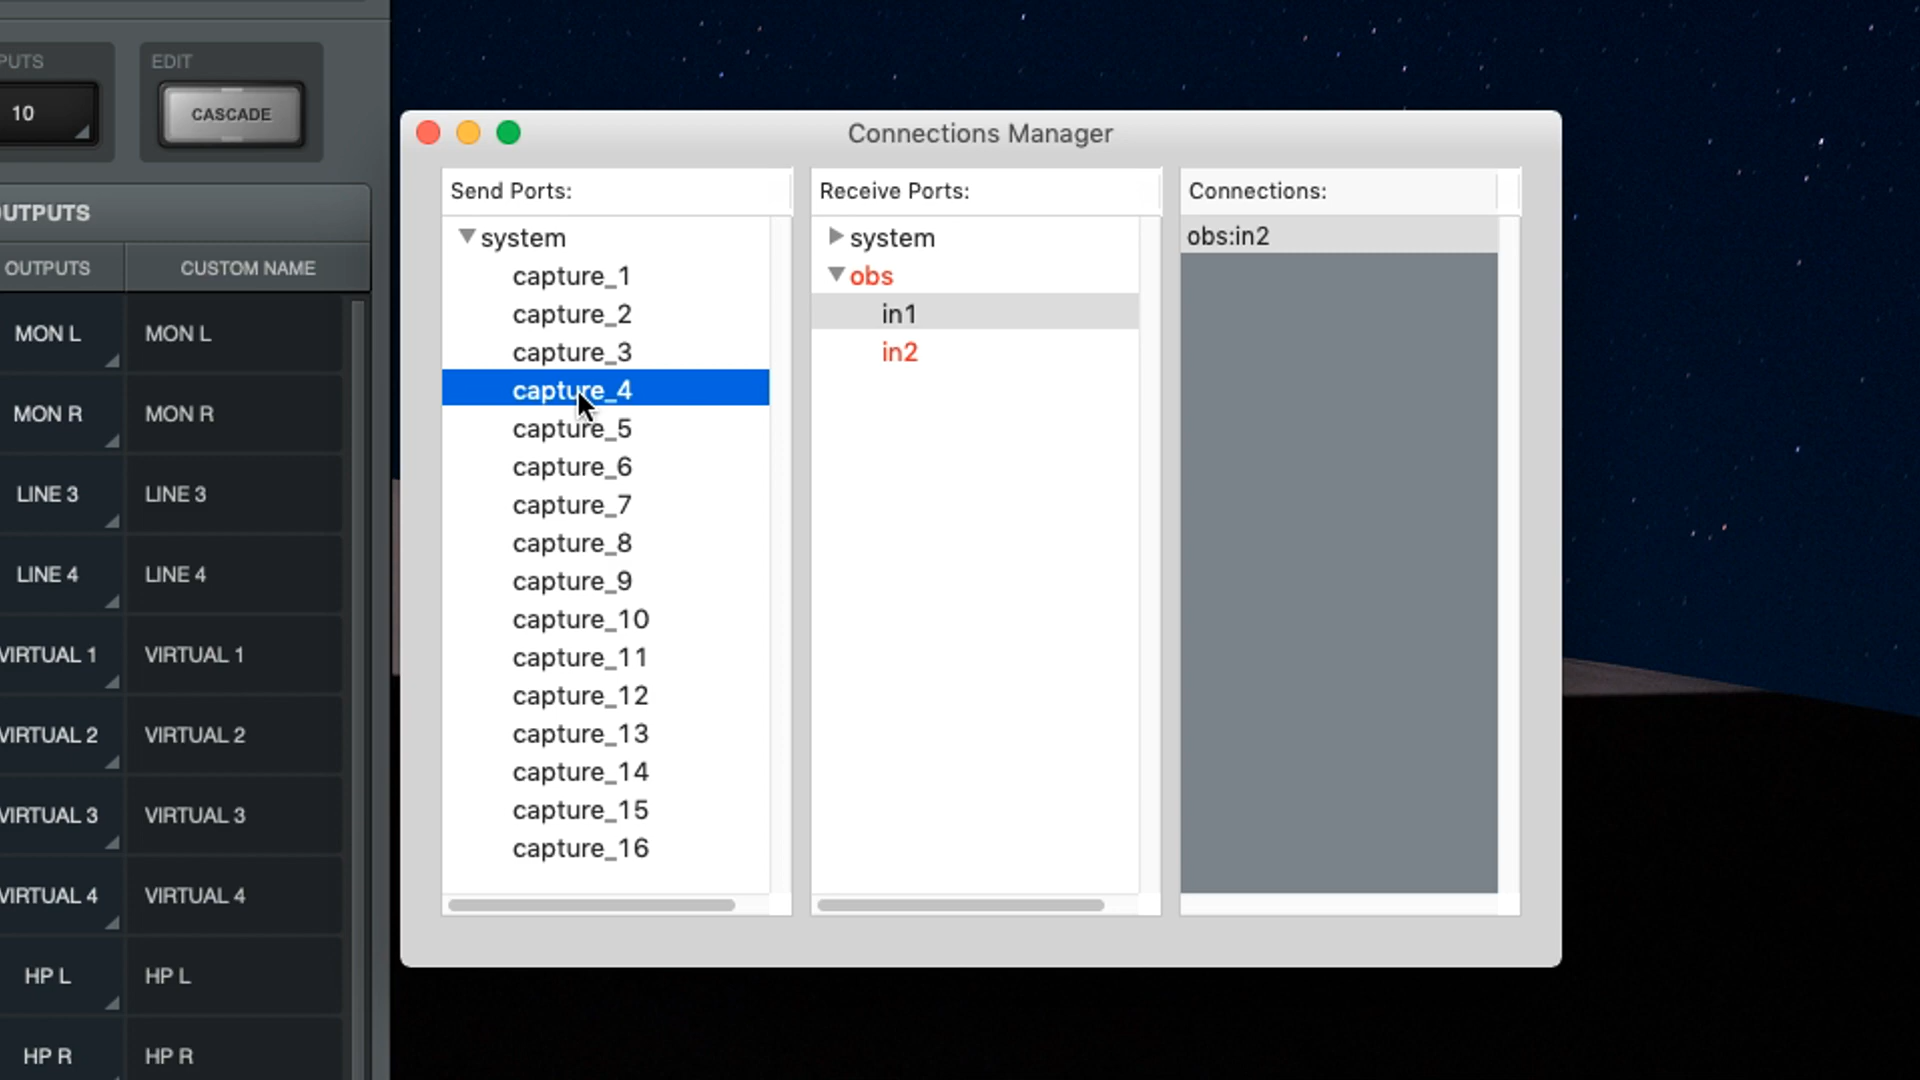 PUTS
EDIT
10
CASCADE
OUTPUTS
OUTPUTS
CUSTOM NAME
MON L
MON L
MON R
MON R
LINE 3
LINE 3
LINE 4
LINE 4
VIRTUAL 1
VIRTUAL 1
VIRTUAL 2
VIRTUAL 2
VIRTUAL 3
VIRTUAL 3
VIRTUAL 4
VIRTUAL 4
HP L
HP L
HP R
HP R
Connections Manager
Send Ports:
system
capture_1
capture_2
capture_3
capture_4
capture_5
capture_6
capture_7
capture_8
capture_9
capture_10
capture_11
capture_12
capture_13
capture_14
capture_15
capture_16
Receive Ports:
system
obs
in1
in2
Connections:
obs:in2